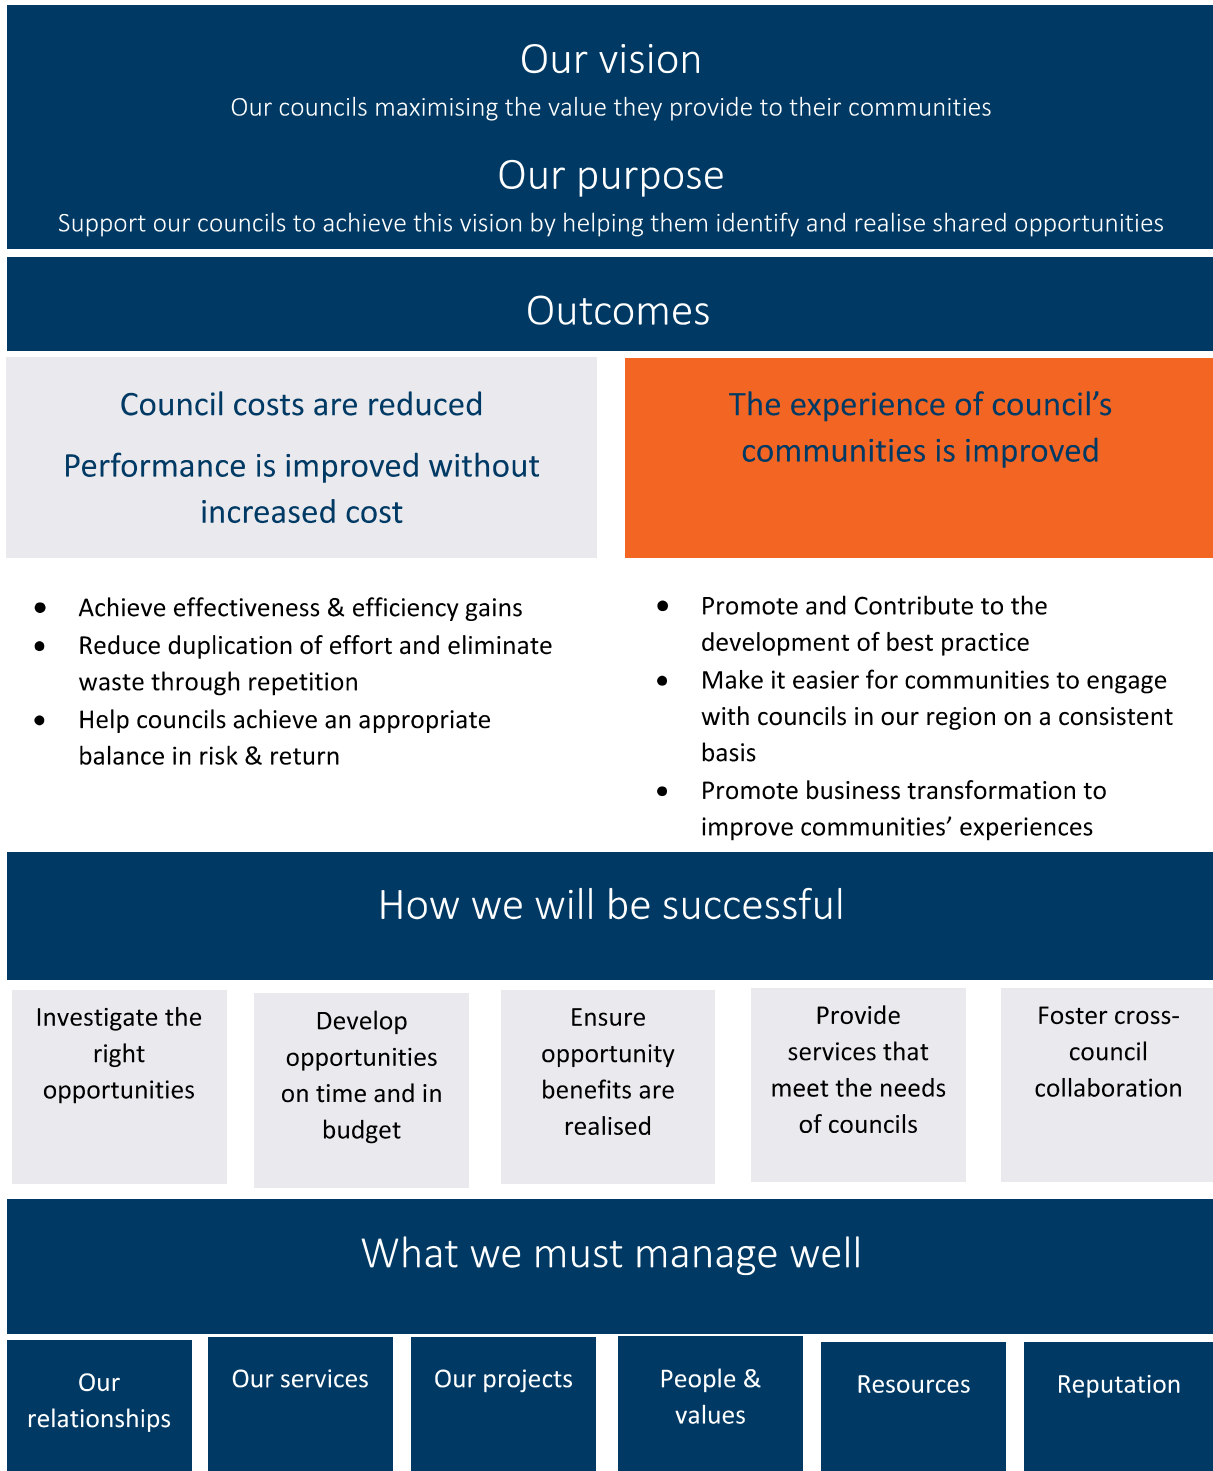 Our vision
Our councils maximising the value they provide to their communities
Our purpose
Support our councils to achieve this vision by helping them identify and realise shared opportunities
Outcomes
Council costs are reduced
Performance is improved without
increased cost
The experience of council’s
communities is improved
• Achieve effectiveness & efficiency gains
• Reduce duplication of effort and eliminate
waste through repetition
• Help councils achieve an appropriate
balance in risk & return
• Promote and Contribute to the
development of best practice
• Make it easier for communities to engage
with councils in our region on a consistent
basis
• Promote business transformation to
improve communities’ experiences
How we will be successful
Investigate the
right
opportunities
Develop
opportunities
on time and in
budget
Ensure
opportunity
benefits are
realised
Provide
services that
meet the needs
of councils
Foster cross-
council
collaboration
What we must manage well
Our
relationships
Our services
Our projects
People &
values
Resources
Reputation